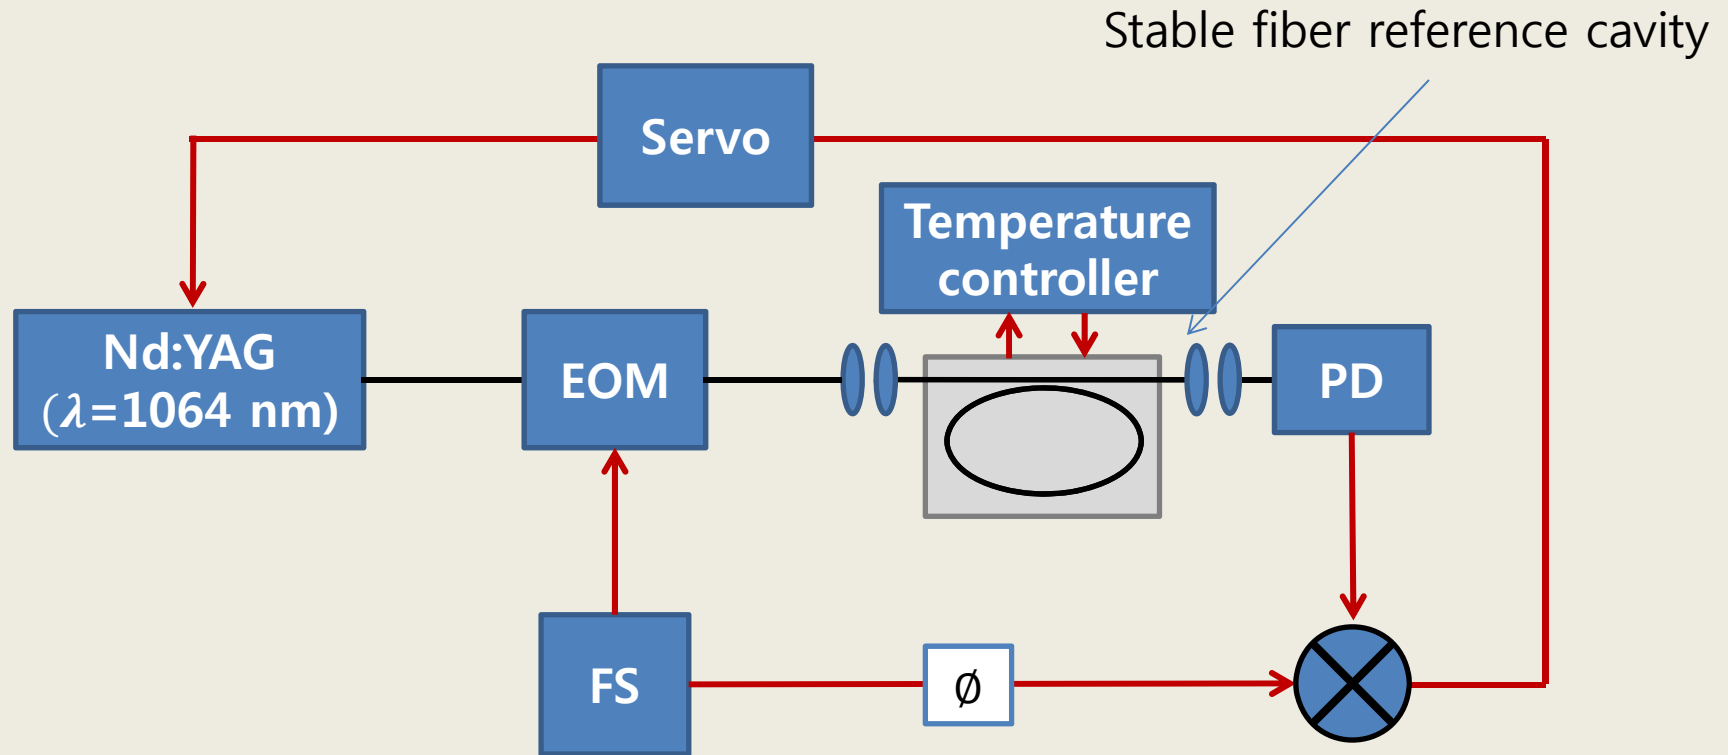 Stable fiber reference cavity
Servo
Temperature
controller
Nd:YAG
(λ=1064 nm)
EOM
PD
FS
∅